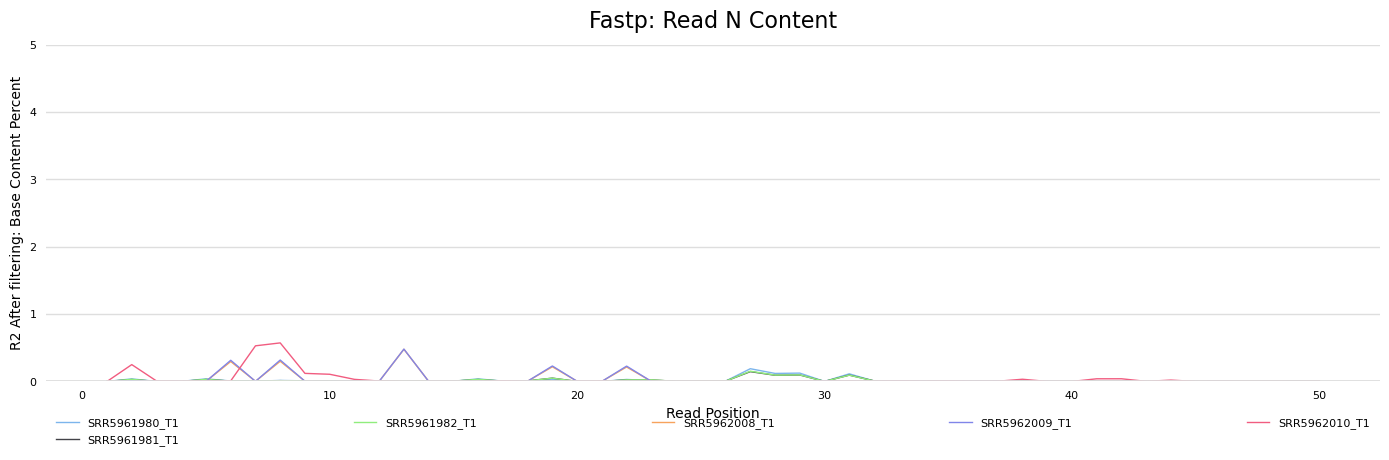 Fastp: Read N Content
R2 After filtering: Base Content Percent
5
4
3
2
1
0
0 10 20 30 40 50
Read Position
SRR5961980_T1 SRR5961982_T1 SRR5962008_T1 SRR5962009_T1 SRR5962010_T1
SRR5961981_T1